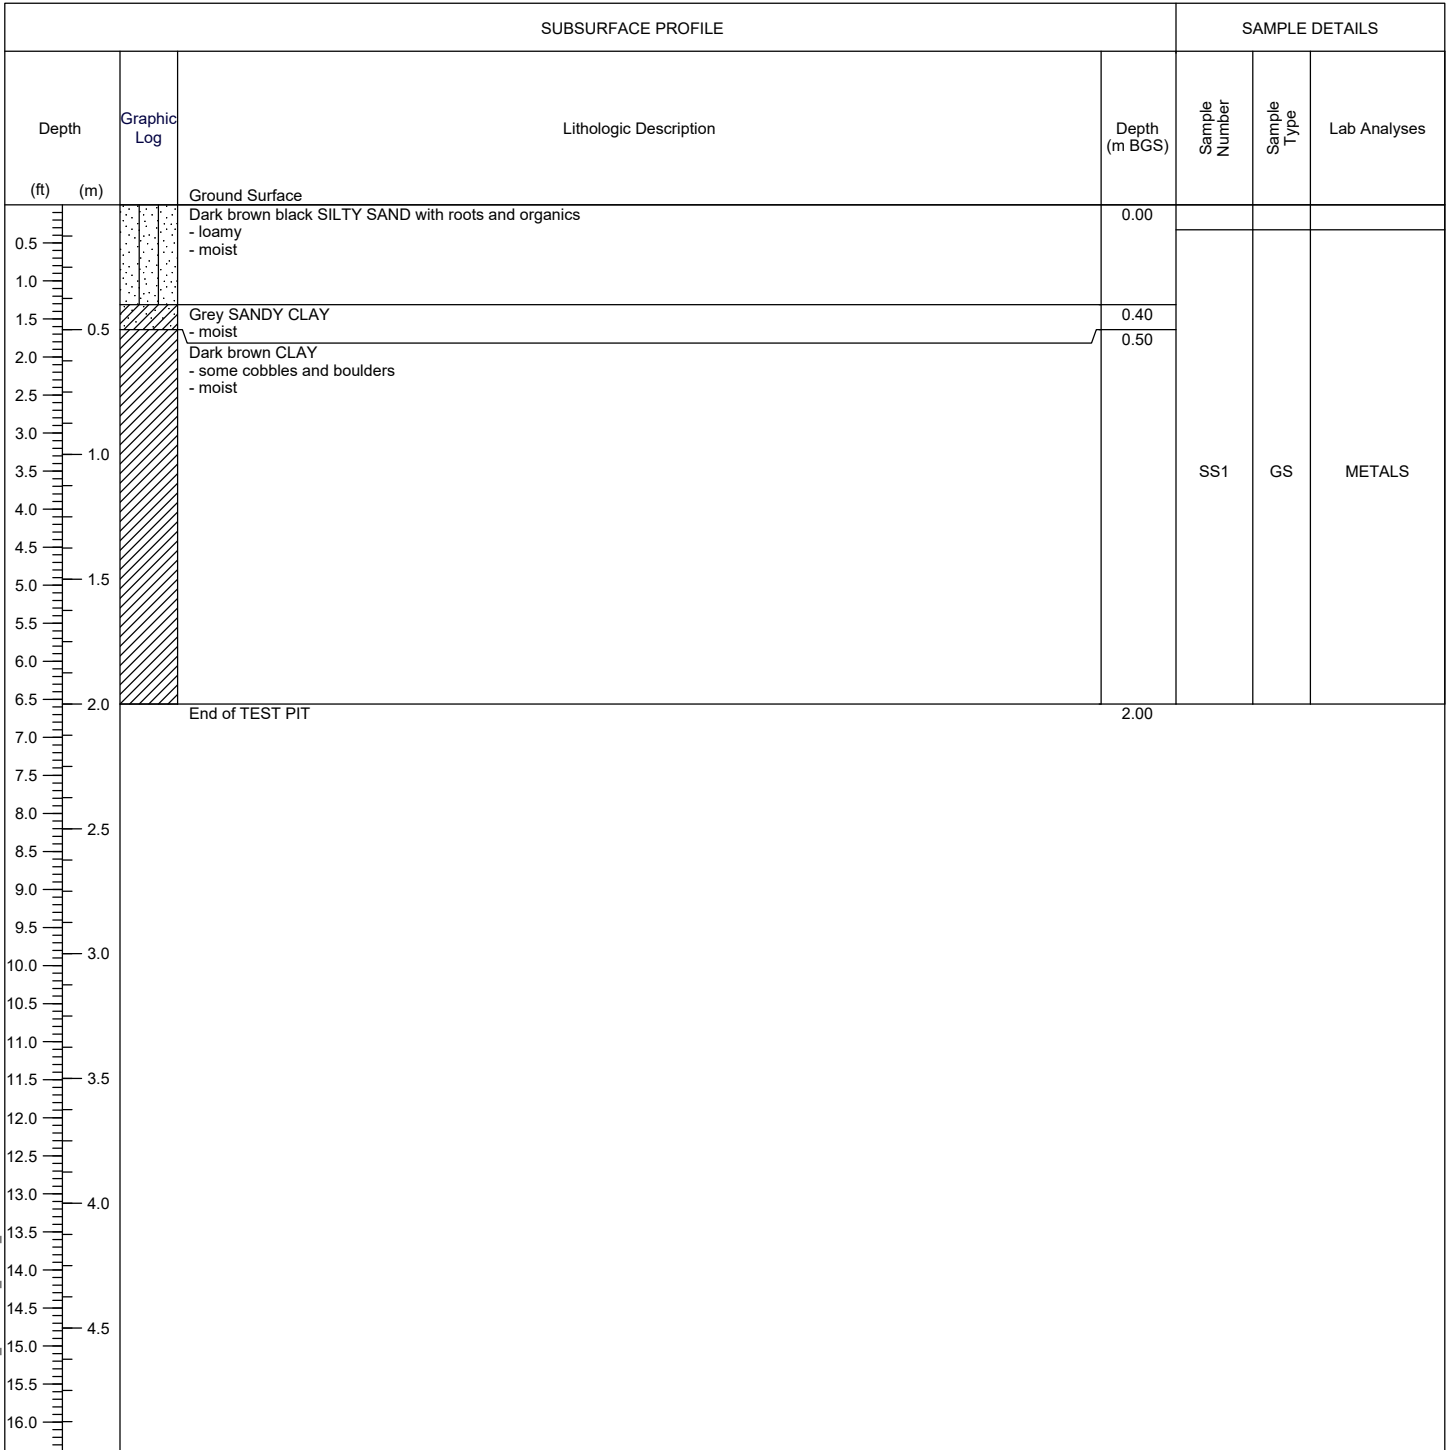 SUBSURFACE PROFILE
SAMPLE DETAILS
Depth
Graphic
Log
Lithologic Description
Depth
(m BGS)
Sample
Number
Sample
Type
Lab Analyses
(ft)
(m)
Ground Surface
Dark brown black SILTY SAND with roots and organics
- loamy
- moist
0.00
Grey SANDY CLAY
- moist
0.40
Dark brown CLAY
- some cobbles and boulders
- moist
0.50
SS1
GS
METALS
End of TEST PIT
2.00
0.5
1.0
1.5
2.0
2.5
3.0
3.5
4.0
4.5
5.0
5.5
6.0
6.5
7.0
7.5
8.0
8.5
9.0
9.5
10.0
10.5
11.0
11.5
12.0
12.5
13.0
13.5
14.0
14.5
15.0
15.5
16.0
0.5
1.0
1.5
2.0
2.5
3.0
3.5
4.0
4.5